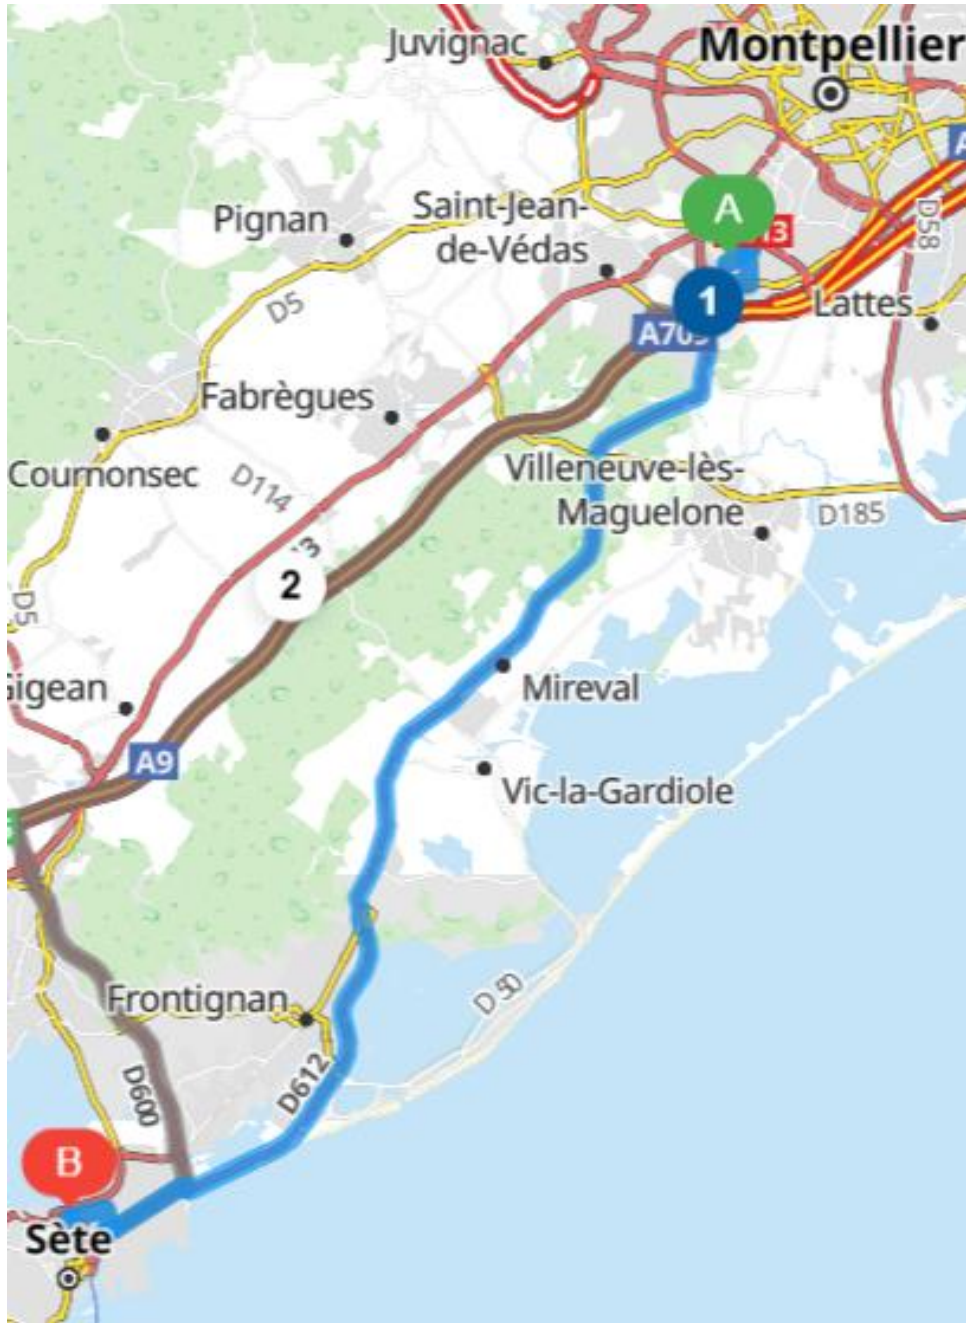 Juvignac
Montpellier
A
Saint-Jean-
de-Védas
Pignan
D58
1
Lattes
D5
Fabrègues
Cournonsec
D114
Villeneuve-lès-
Maguelone
D185
2
D5
Mireval
A9
Vic-la-Gardiole
D 50
Frontignan
D612
D600
B
Sète